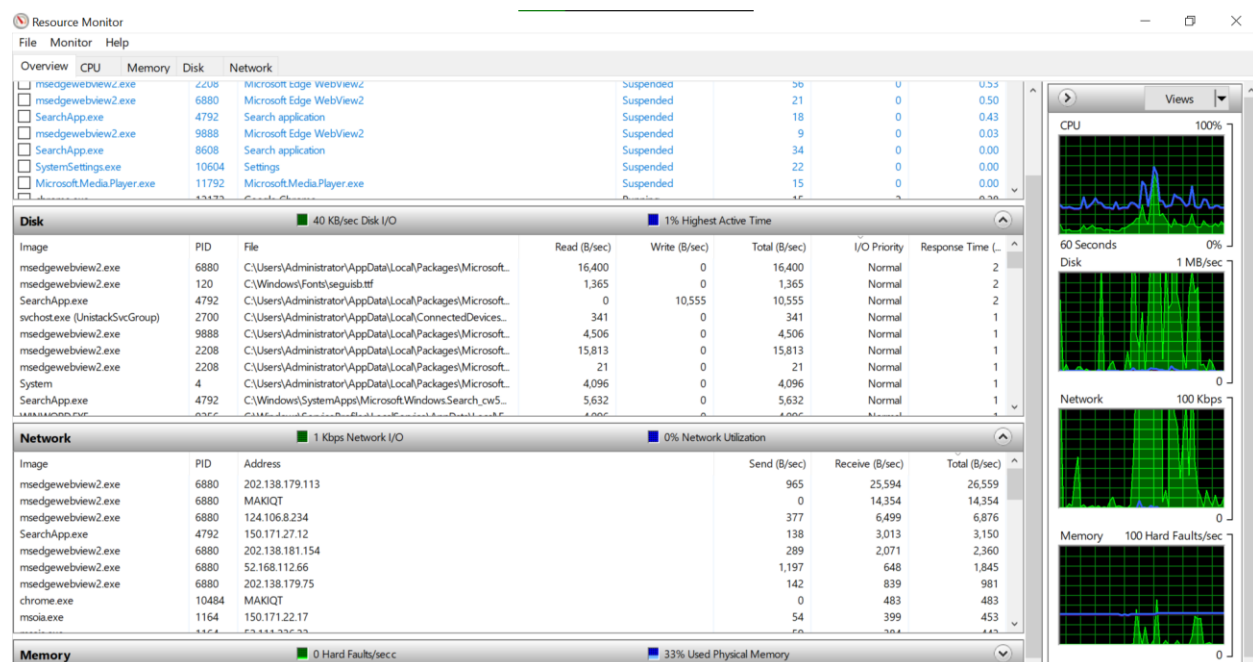 Resource Monitor
File Monitor Help
Overview CPU Memory Disk Network
msedgewebview2.exe 2208 Microsoft Edge WebView2 Suspended 56 0 0.53
msedgewebview2.exe 6880 Microsoft Edge WebView2 Suspended 21 0 0.50
SearchApp.exe 4792 Search application Suspended 18 0 0.43
msedgewebview2.exe 9888 Microsoft Edge WebView2 Suspended 9 0 0.03
SearchApp.exe 8608 Search application Suspended 34 0 0.00
SystemSettings.exe 10604 Settings Suspended 22 0 0.00
Microsoft.Media.Player.exe 11792 Microsoft.Media.Player.exe Suspended 15 0 0.00
Disk 40 KB/sec Disk I/O 1% Highest Active Time
Image PID File Read (B/sec) Write (B/sec) Total (B/sec) I/O Priority Response Time (...
msedgewebview2.exe 6880 C:\Users\Administrator\AppData\Local\Packages\Microsoft... 16,400 0 16,400 Normal 2
msedgewebview2.exe 120 C:\Windows\Fonts\seguisb.ttf 1,365 0 1,365 Normal 2
SearchApp.exe 4792 C:\Users\Administrator\AppData\Local\Packages\Microsoft... 0 10,555 10,555 Normal 2
svchost.exe (UnistackSvcGroup) 2700 C:\Users\Administrator\AppData\Local\ConnectedDevices... 341 0 341 Normal 1
msedgewebview2.exe 9888 C:\Users\Administrator\AppData\Local\Packages\Microsoft... 4,506 0 4,506 Normal 1
msedgewebview2.exe 2208 C:\Users\Administrator\AppData\Local\Packages\Microsoft... 15,813 0 15,813 Normal 1
msedgewebview2.exe 2208 C:\Users\Administrator\AppData\Local\Packages\Microsoft... 21 0 21 Normal 1
System 4 C:\Users\Administrator\AppData\Local\Packages\Microsoft... 4,096 0 4,096 Normal 1
SearchApp.exe 4792 C:\Windows\SystemApps\Microsoft.Windows.Search_cw5... 5,632 0 5,632 Normal 1
Network 1 Kbps Network I/O 0% Network Utilization
Image PID Address Send (B/sec) Receive (B/sec) Total (B/sec)
msedgewebview2.exe 6880 202.138.179.113 965 25,594 26,559
msedgewebview2.exe 6880 MAKIQT 0 14,354 14,354
msedgewebview2.exe 6880 124.106.8.234 377 6,499 6,876
SearchApp.exe 4792 150.171.27.12 138 3,013 3,150
msedgewebview2.exe 6880 202.138.181.154 289 2,071 2,360
msedgewebview2.exe 6880 52.168.112.66 1,197 648 1,845
msedgewebview2.exe 6880 202.138.179.75 142 839 981
chrome.exe 10484 MAKIQT 0 483 483
msoia.exe 1164 150.171.22.17 54 399 453
Memory 0 Hard Faults/sec 33% Used Physical Memory
Views
CPU 100%
60 Seconds 0%
Disk 1 MB/sec
0
Network 100 Kbps
0
Memory 100 Hard Faults/sec
0